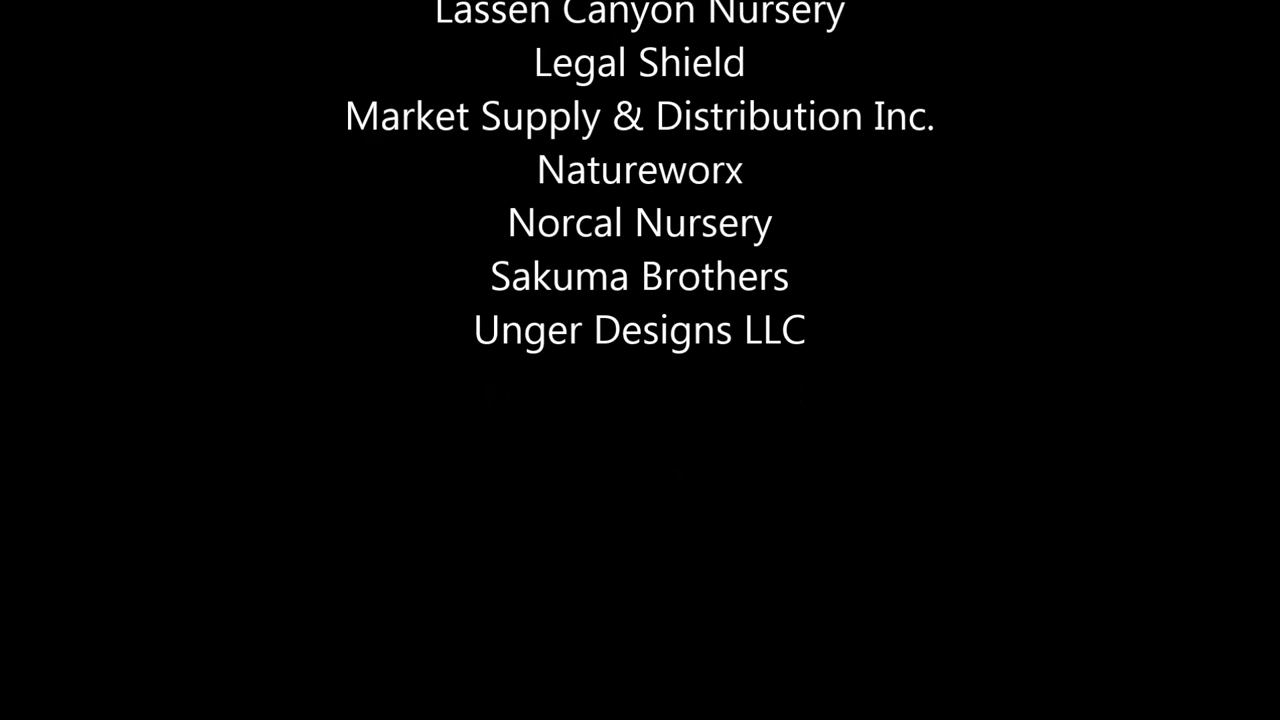 Lassen Canyon Nursery
Legal Shield
Market Supply & Distribution Inc.
Natureworx
Norcal Nursery
Sakuma Brothers
Unger Designs LLC